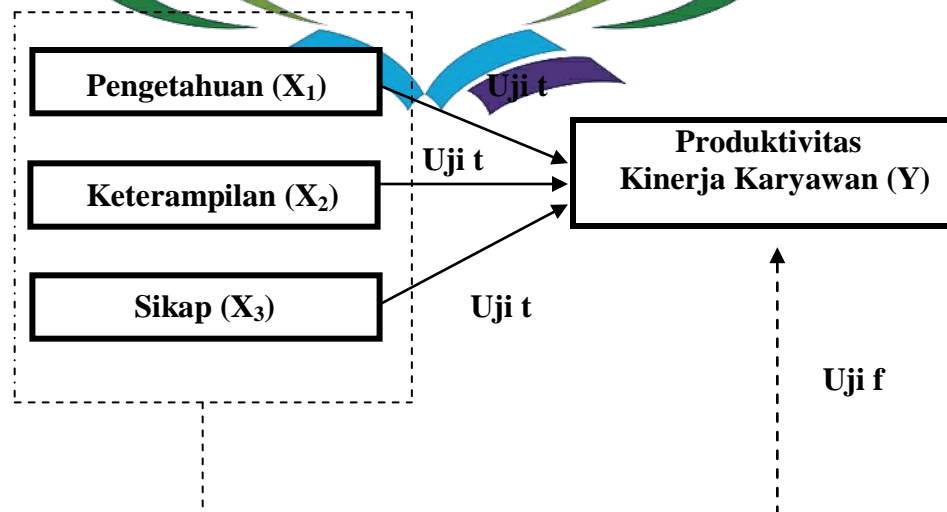 Pengetahuan (X₁)
Uji t
Produktivitas
Kinerja Karyawan (Y)
Uji t
Keterampilan (X₂)
Sikap (X₃)
Uji t
Uji f